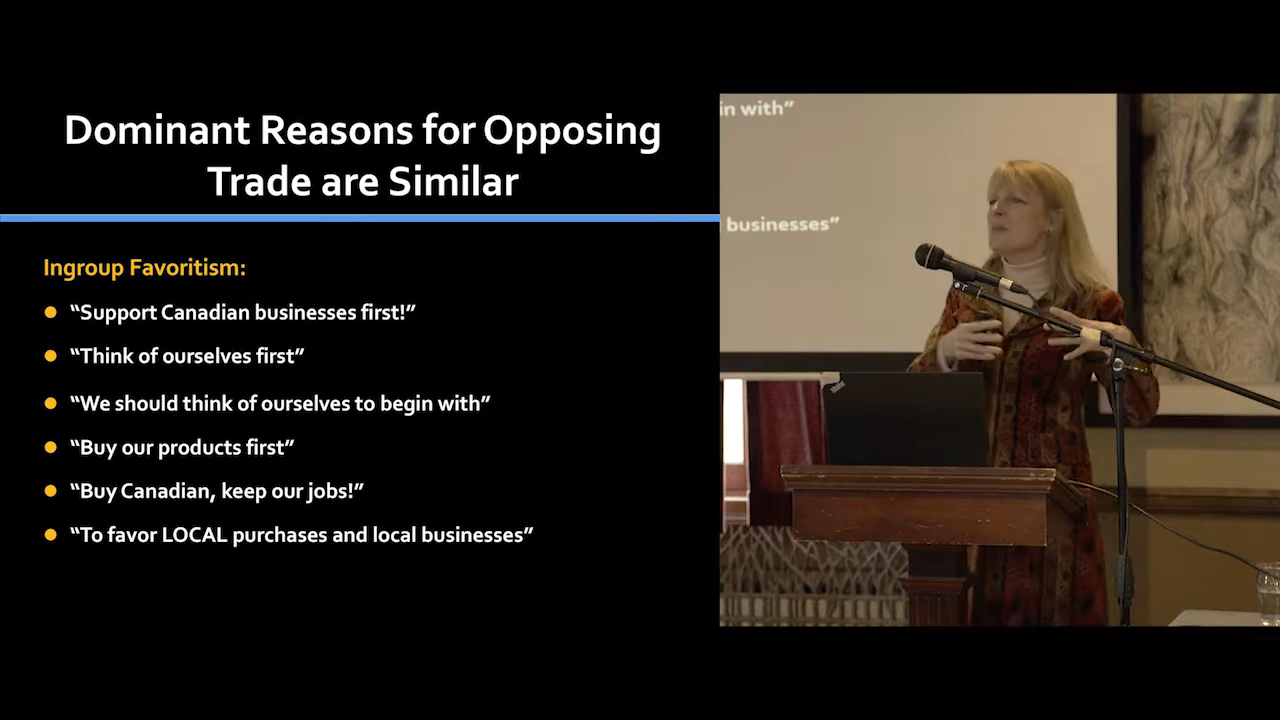 Dominant Reasons for Opposing
Trade are Similar
Ingroup Favoritism:
“Support Canadian businesses first!”
“Think of ourselves first”
“We should think of ourselves to begin with”
“Buy our products first”
“Buy Canadian, keep our jobs!”
“To favor LOCAL purchases and local businesses”
in with”
businesses”